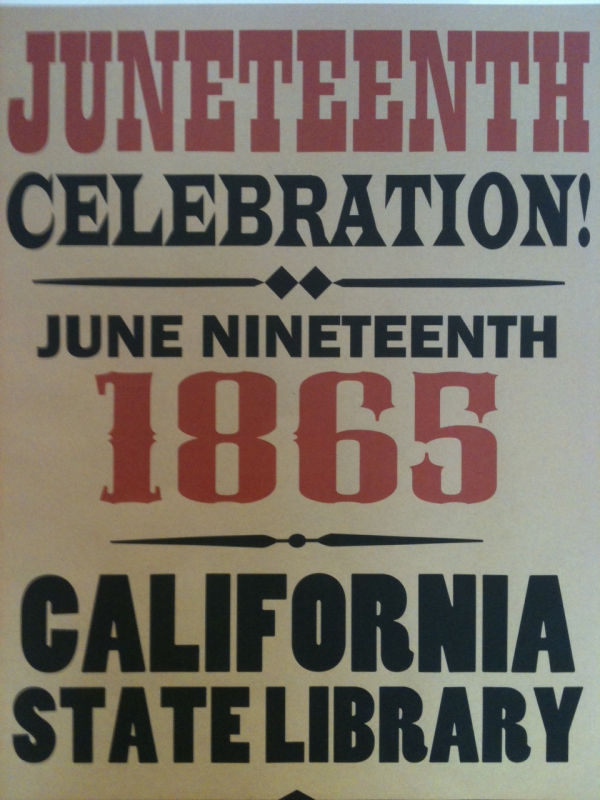 JUNETEENTH
CELEBRATION!
JUNE NINETEENTH
1865
CALIFORNIA
STATE LIBRARY